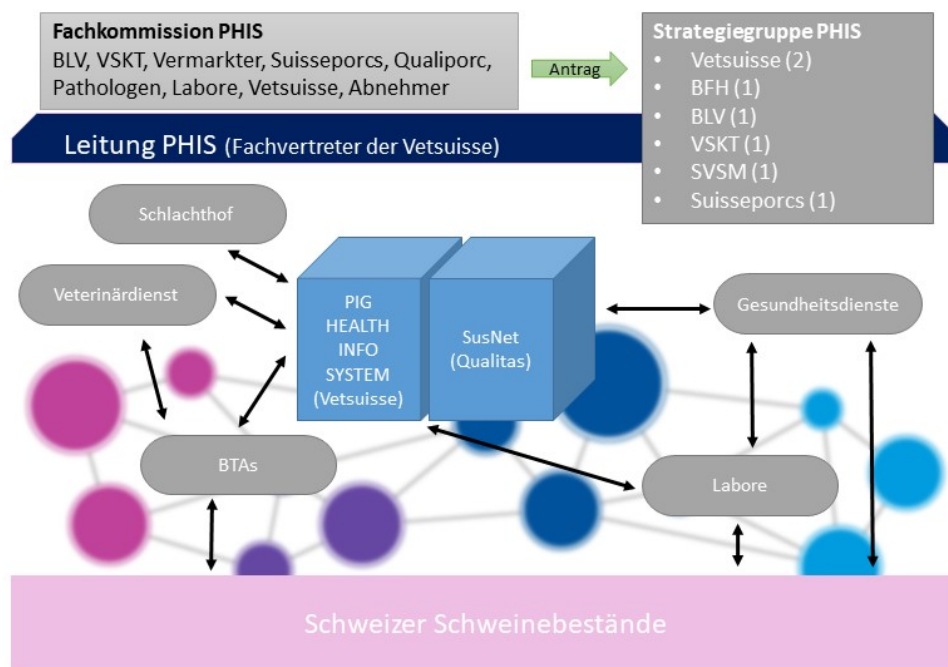 Fachkommission PHIS
BLV, VSKT, Vermarkter, Suisseporcs, Qualiporc,
Pathologen, Labore, Vetsuisse, Abnehmer
Antrag
Strategiegruppe PHIS
• Vetsuisse (2)
• BFH (1)
• BLV (1)
• VSKT (1)
• SVSM (1)
• Suisseporcs (1)
Leitung PHIS (Fachvertreter der Vetsuisse)
Schlachthof
Veterinärdienst
PIG
HEALTH
INFO
SYSTEM
(Vetsuisse)
SusNet
(Qualitas)
Gesundheitsdienste
BTAs
Labore
Schweizer Schweinebestände